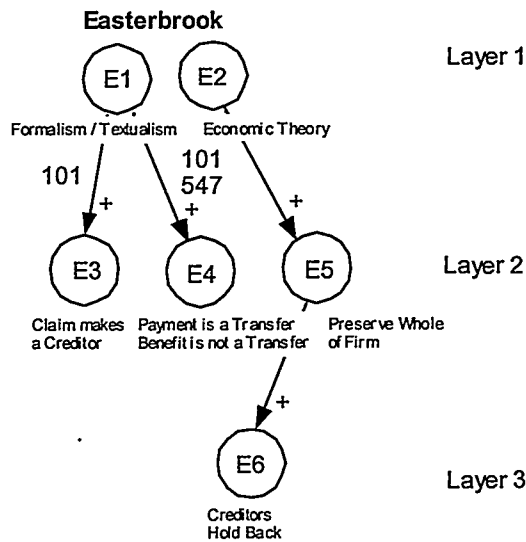 Easterbrook
Layer 1
E1
E2
Formalism / Textualism
Economic Theory
101
101
547
+
+
+
E3
E4
E5
Layer 2
Claim makes
a Creditor
Payment is a Transfer
Benefit is not a Transfer
Preserve Whole
of Firm
+
E6
Layer 3
Creditors
Hold Back